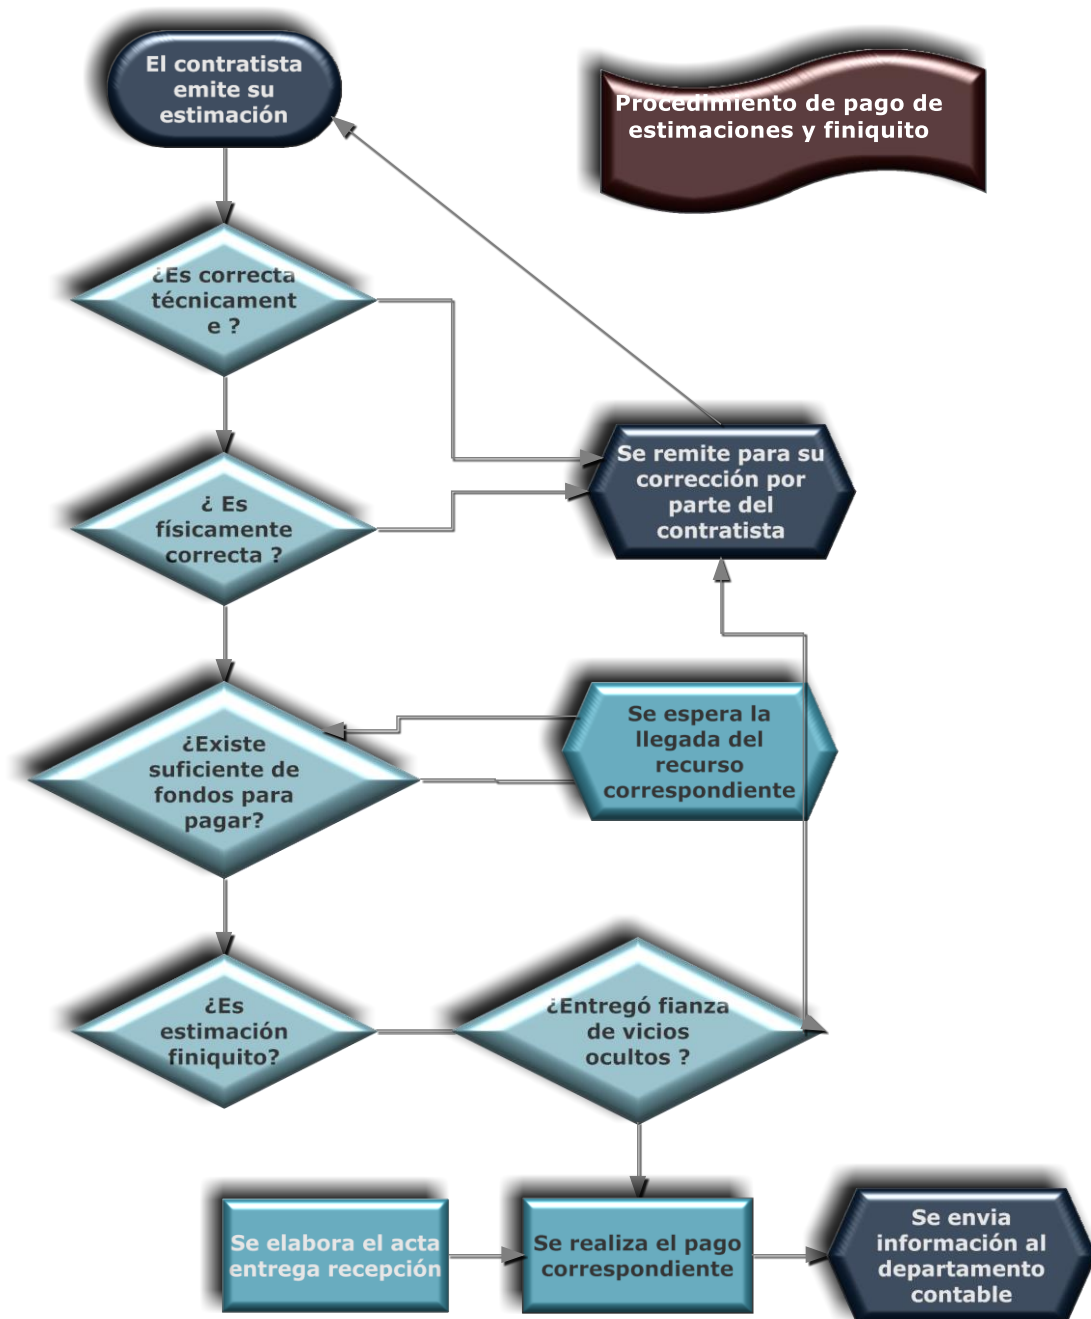 El contratista
emite su
estimación
Procedimiento de pago de
estimaciones y finiquito
¿Es correcta
técnicament
e ?
Se remite para su
corrección por
parte del
contratista
¿ Es
físicamente
correcta ?
Se espera la
llegada del
recurso
correspondiente
¿Existe
suficiente de
fondos para
pagar?
¿Es
estimación
finiquito?
¿Entregó fianza
de vicios
ocultos ?
Se elabora el acta
entrega recepción
Se realiza el pago
correspondiente
Se envia
información al
departamento
contable